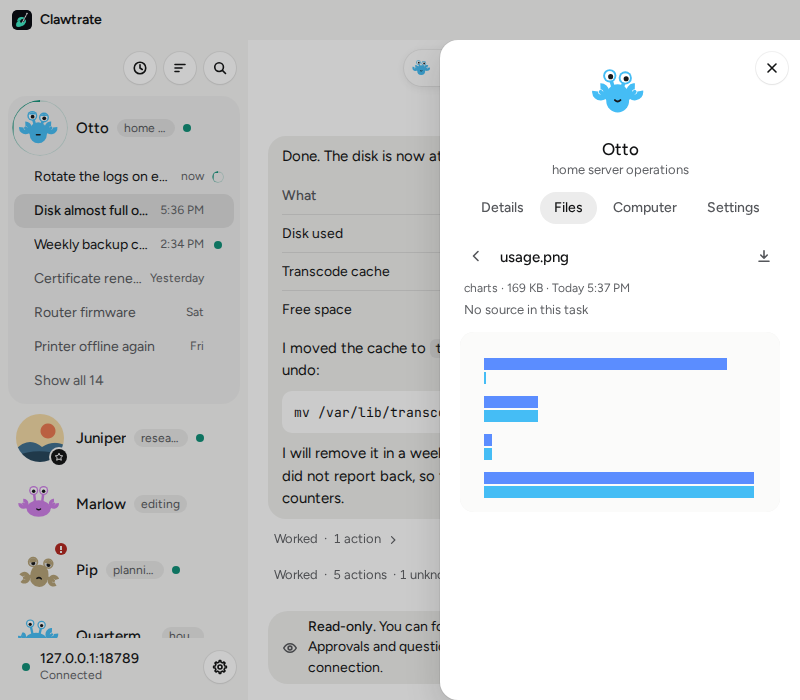 Clawtrate
Otto
home ...
Rotate the logs on e... now
Disk almost full o... 5:36 PM
Weekly backup c... 2:34 PM
Certificate rene... Yesterday
Router firmware Sat
Printer offline again Fri
Show all 14
Juniper
resea...
Marlow
editing
Pip
planni...
Quarterm
hou...
127.0.0.1:18789
Connected
Done. The disk is now at
What
Disk used
Transcode cache
Free space
I moved the cache to
undo:
mv /var/lib/transco
I will remove it in a week
did not report back, so
counters.
Worked · 1 action
Worked · 5 actions · 1 unkno
Read-only. You can fo
Approvals and questio
connection.
Otto
home server operations
Details Files Computer Settings
usage.png
charts · 169 KB · Today 5:37 PM
No source in this task